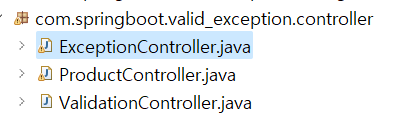 com.springboot.valid_exception.controller
ExceptionController.java
ProductController.java
ValidationController.java